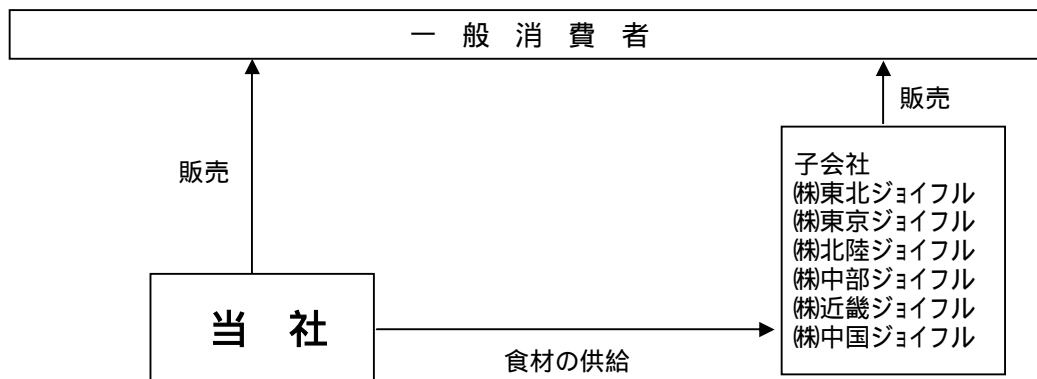 一 般 消 費 者
販売
販売
子会社
㈱東北ジョイフル
㈱東京ジョイフル
㈱北陸ジョイフル
㈱中部ジョイフル
㈱近畿ジョイフル
㈱中国ジョイフル
当 社
食材の供給